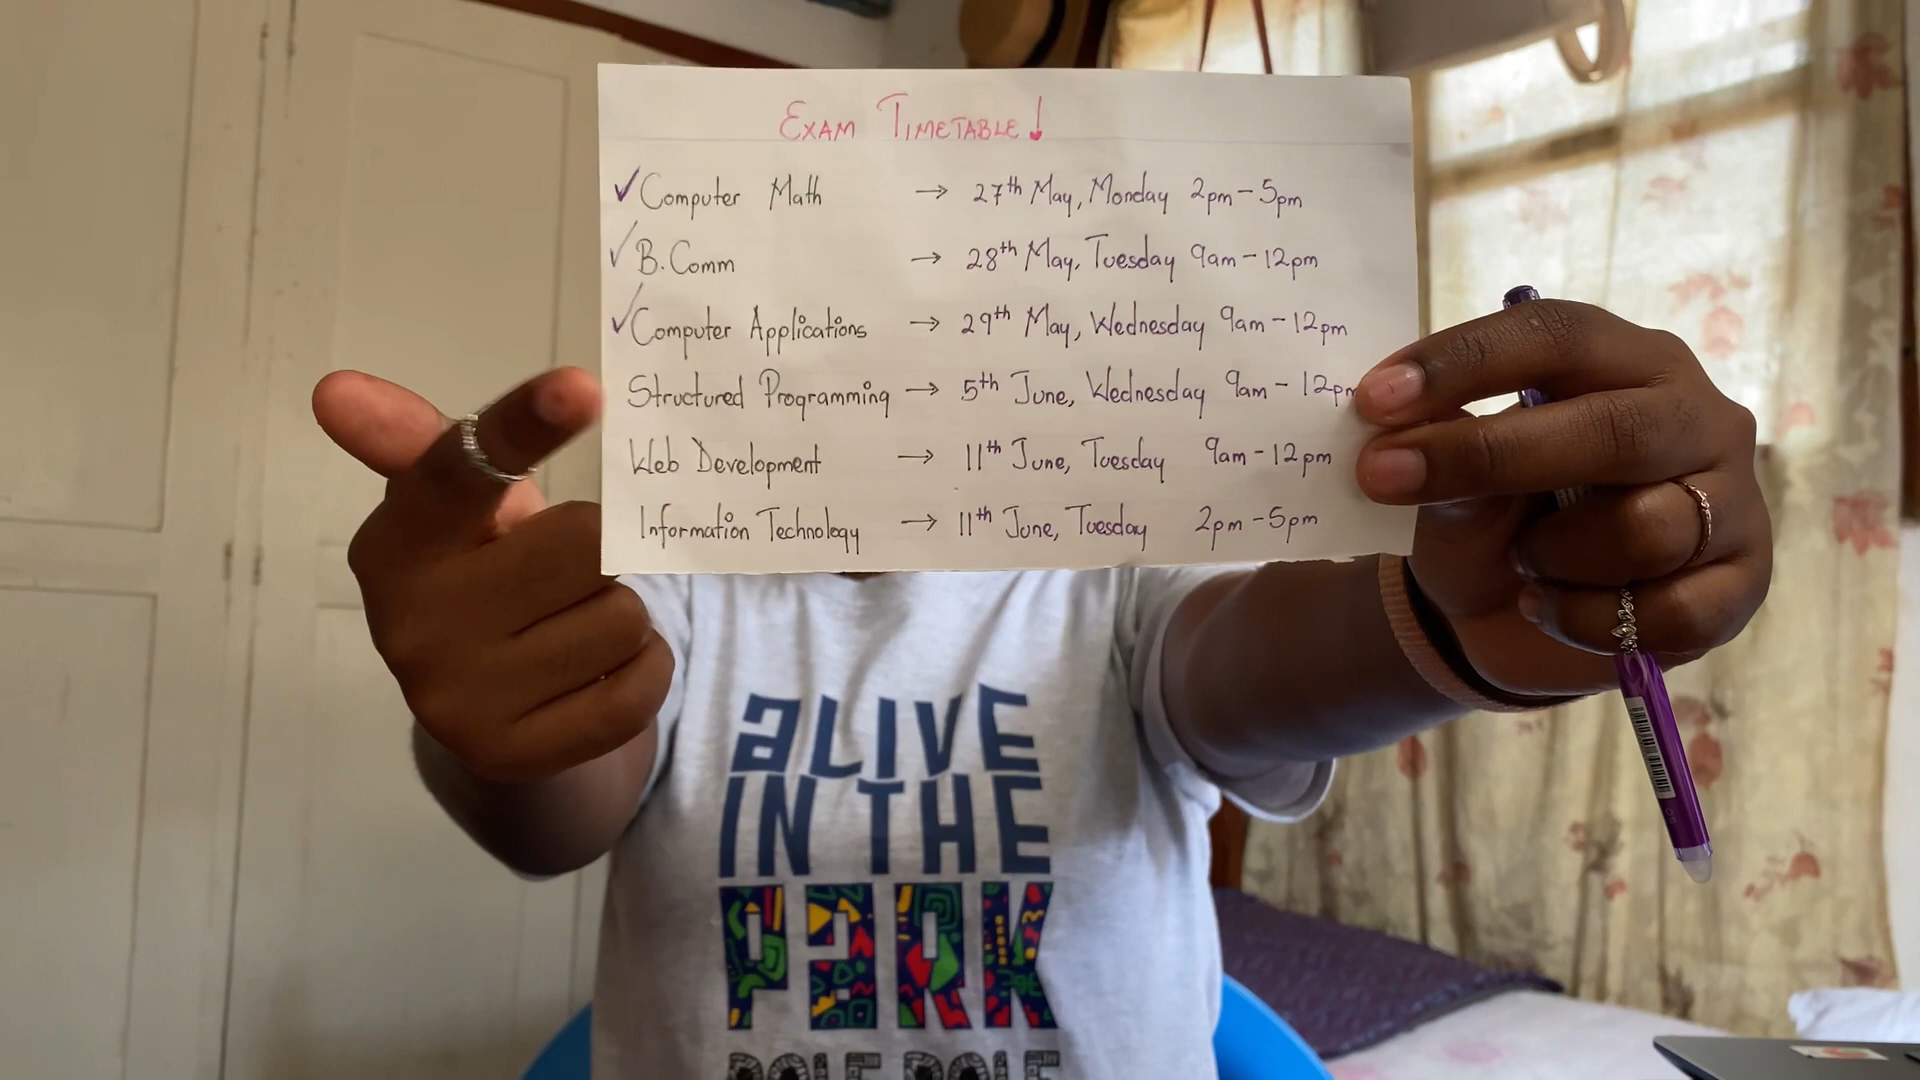 EXAM TIMETABLE!
✓ Computer Math → 27th May, Monday 2pm - 5pm
✓ B.Comm → 28th May, Tuesday 9am - 12pm
✓ Computer Applications → 29th May, Wednesday 9am - 12pm
Structured Programming → 5th June, Wednesday 9am - 12pm
Web Development → 11th June, Tuesday 9am - 12pm
Information Technology → 11th June, Tuesday 2pm - 5pm
aLIVE
IN THE
PaRK
POLE POLE